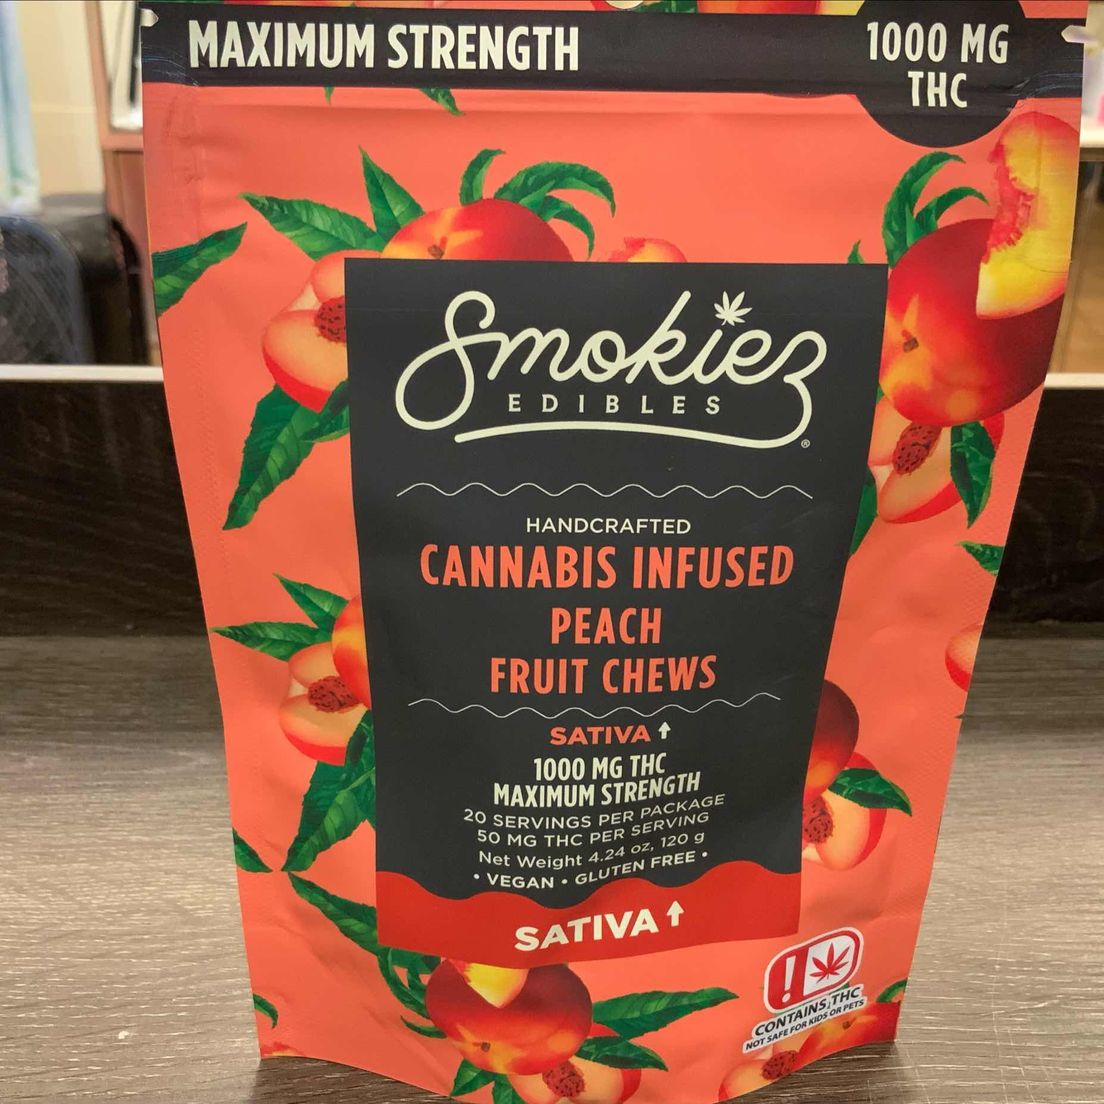 MAXIMUM STRENGTH
1000 MG
THC
Smokiez
EDIBLES
®
HANDCRAFTED
CANNABIS INFUSED
PEACH
FRUIT CHEWS
SATIVA ↑
1000 MG THC
MAXIMUM STRENGTH
20 SERVINGS PER PACKAGE
50 MG THC PER SERVING
Net Weight 4.24 oz, 120 g
• VEGAN • GLUTEN FREE •
SATIVA ↑
!
CONTAINS THC
NOT SAFE FOR KIDS OR PETS